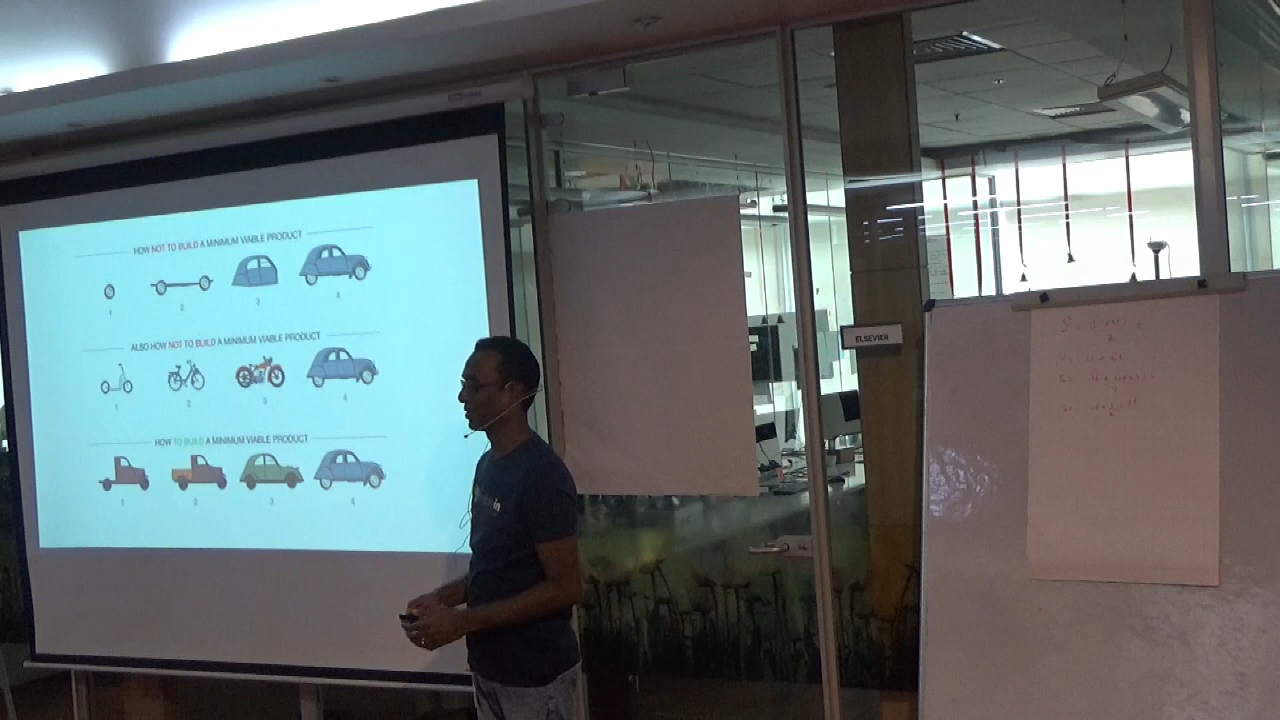 HOW NOT TO BUILD A MINIMUM VIABLE PRODUCT
1 2 3 4
ALSO HOW NOT TO BUILD A MINIMUM VIABLE PRODUCT
1 2 3 4
HOW TO BUILD A MINIMUM VIABLE PRODUCT
1 2 3 4
in
ELSEVIER